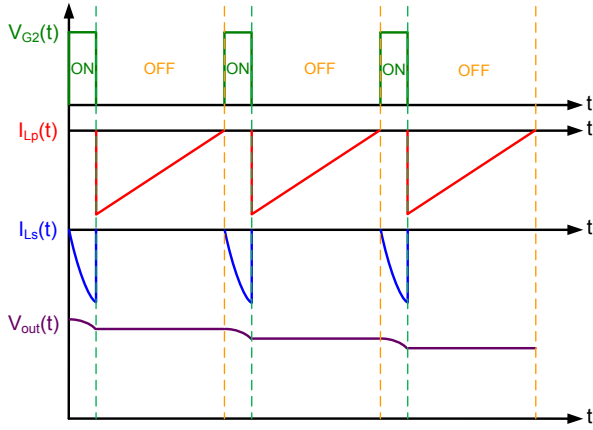 V_G2(t)
ON OFF ON OFF ON OFF
t
I_Lp(t)
t
I_Ls(t)
t
V_out(t)
t